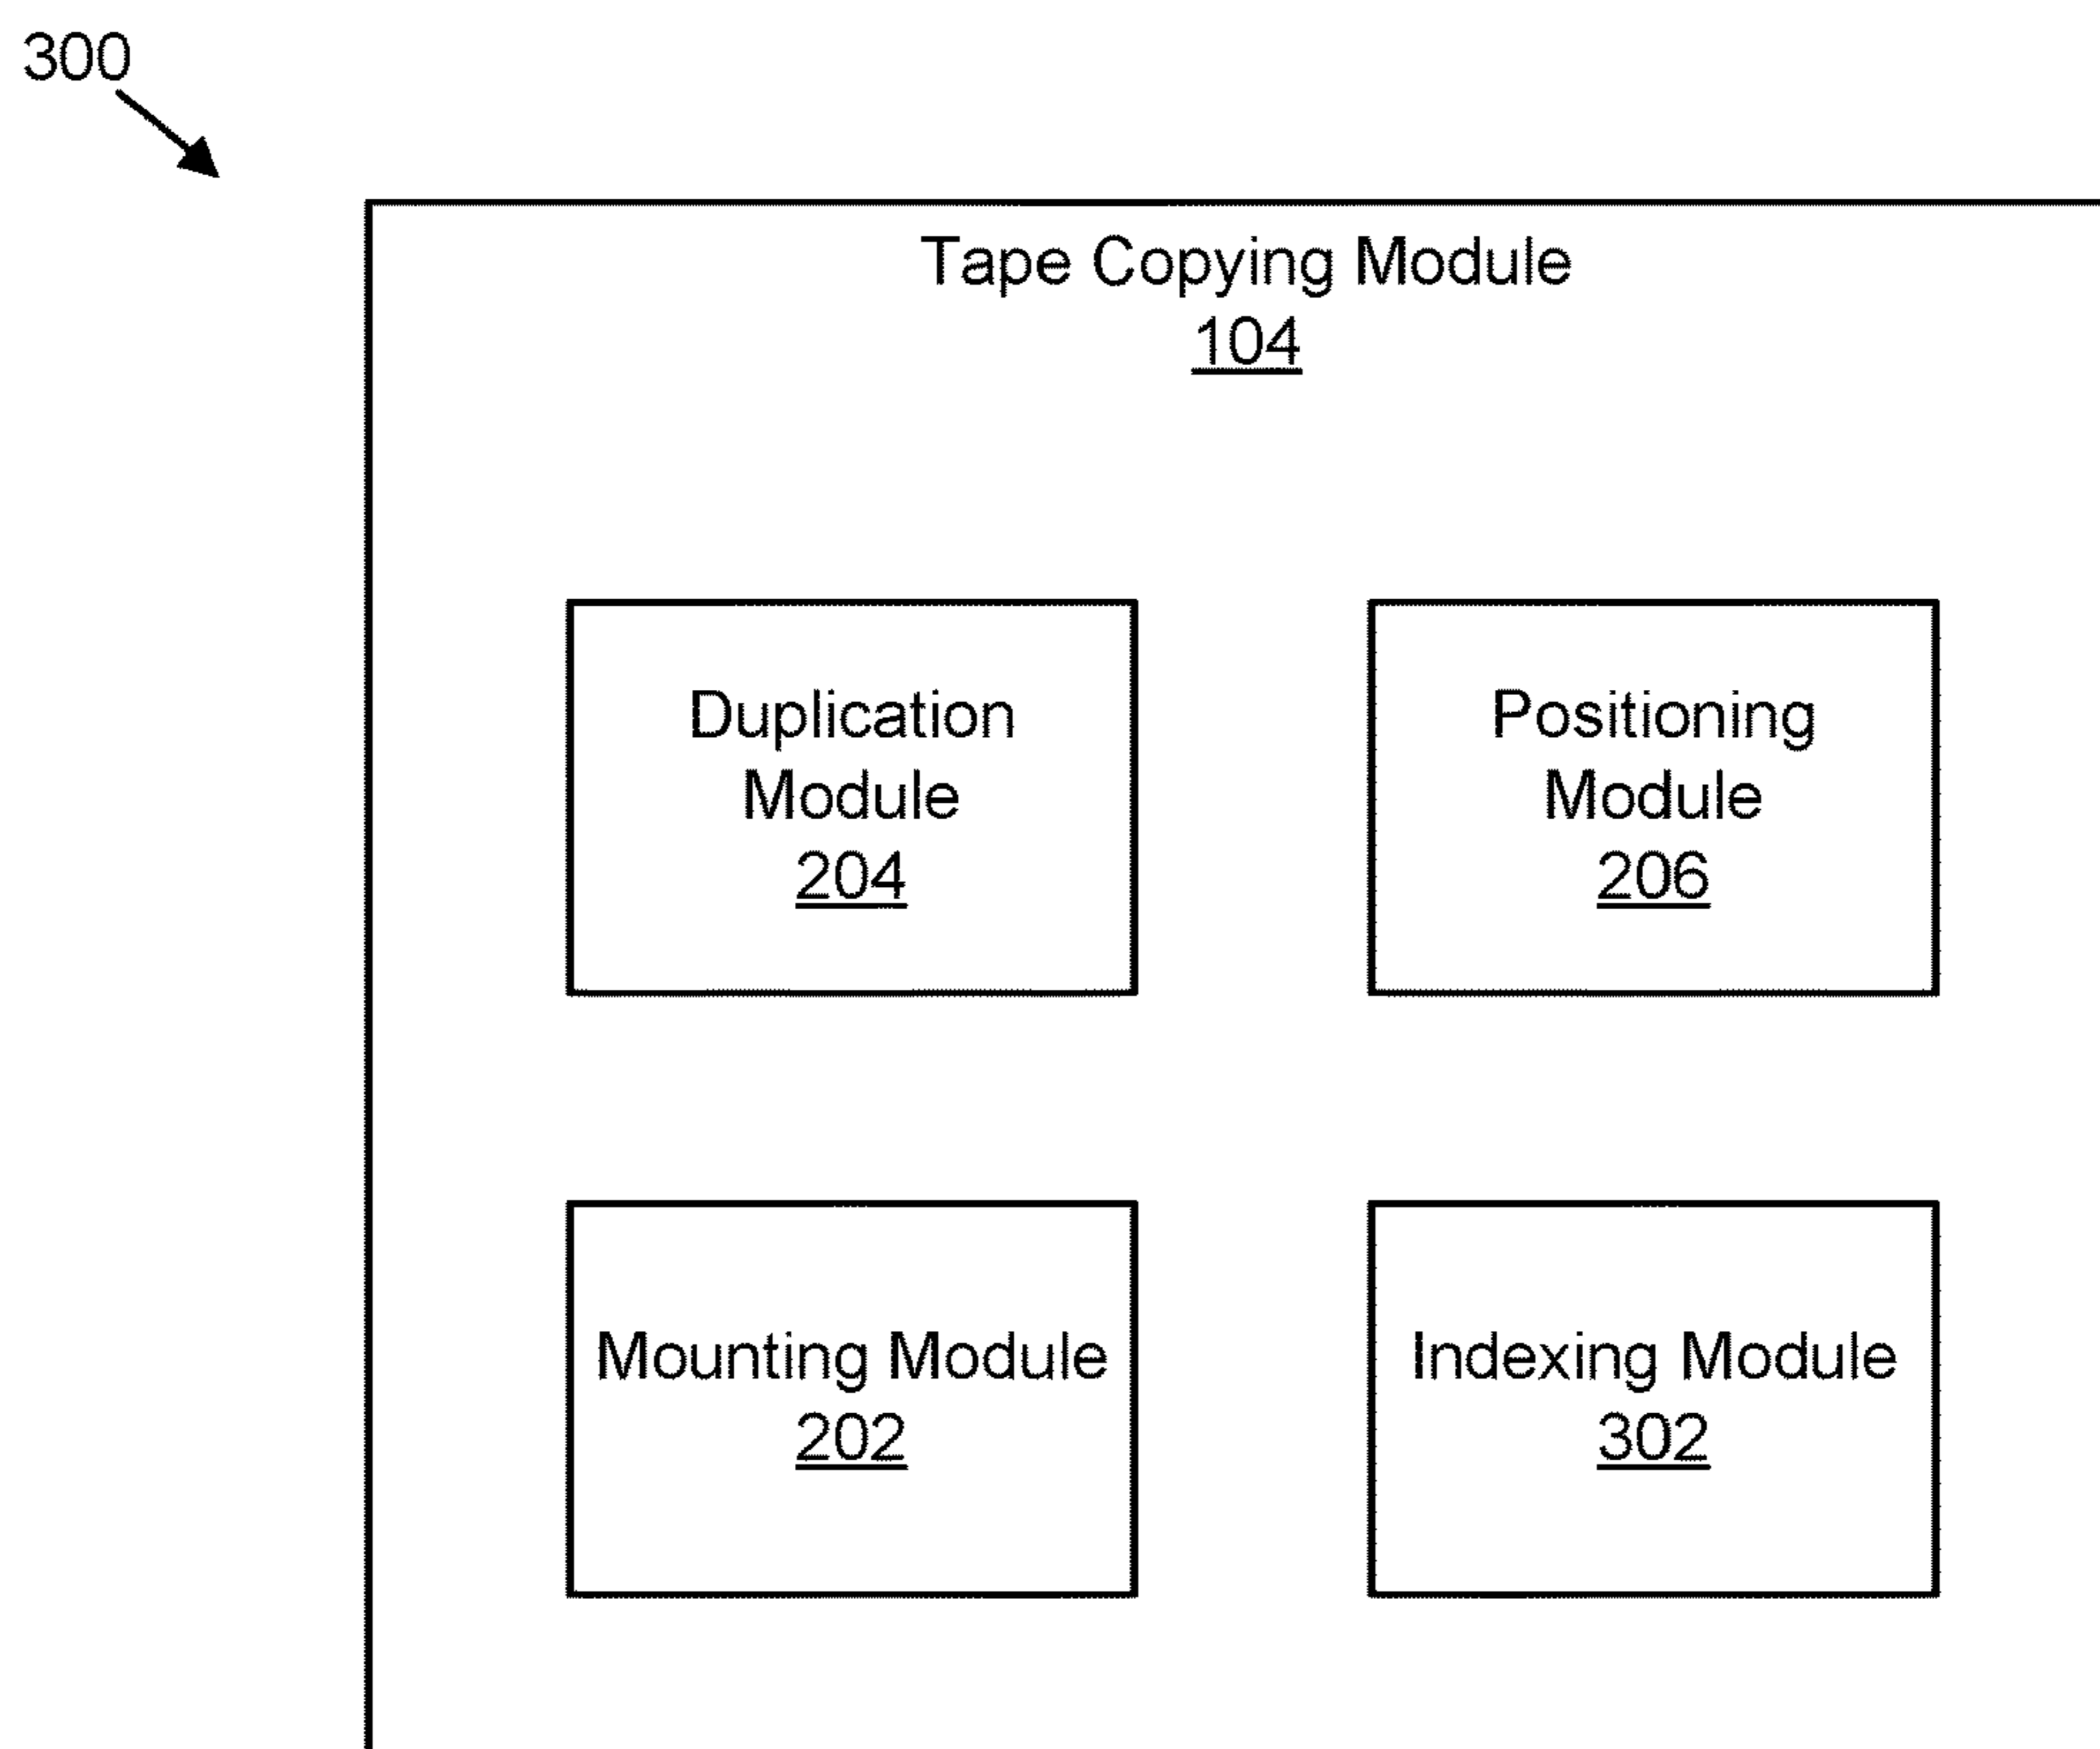 300
Tape Copying Module
104
Duplication
Module
204
Positioning
Module
206
Mounting Module
202
Indexing Module
302